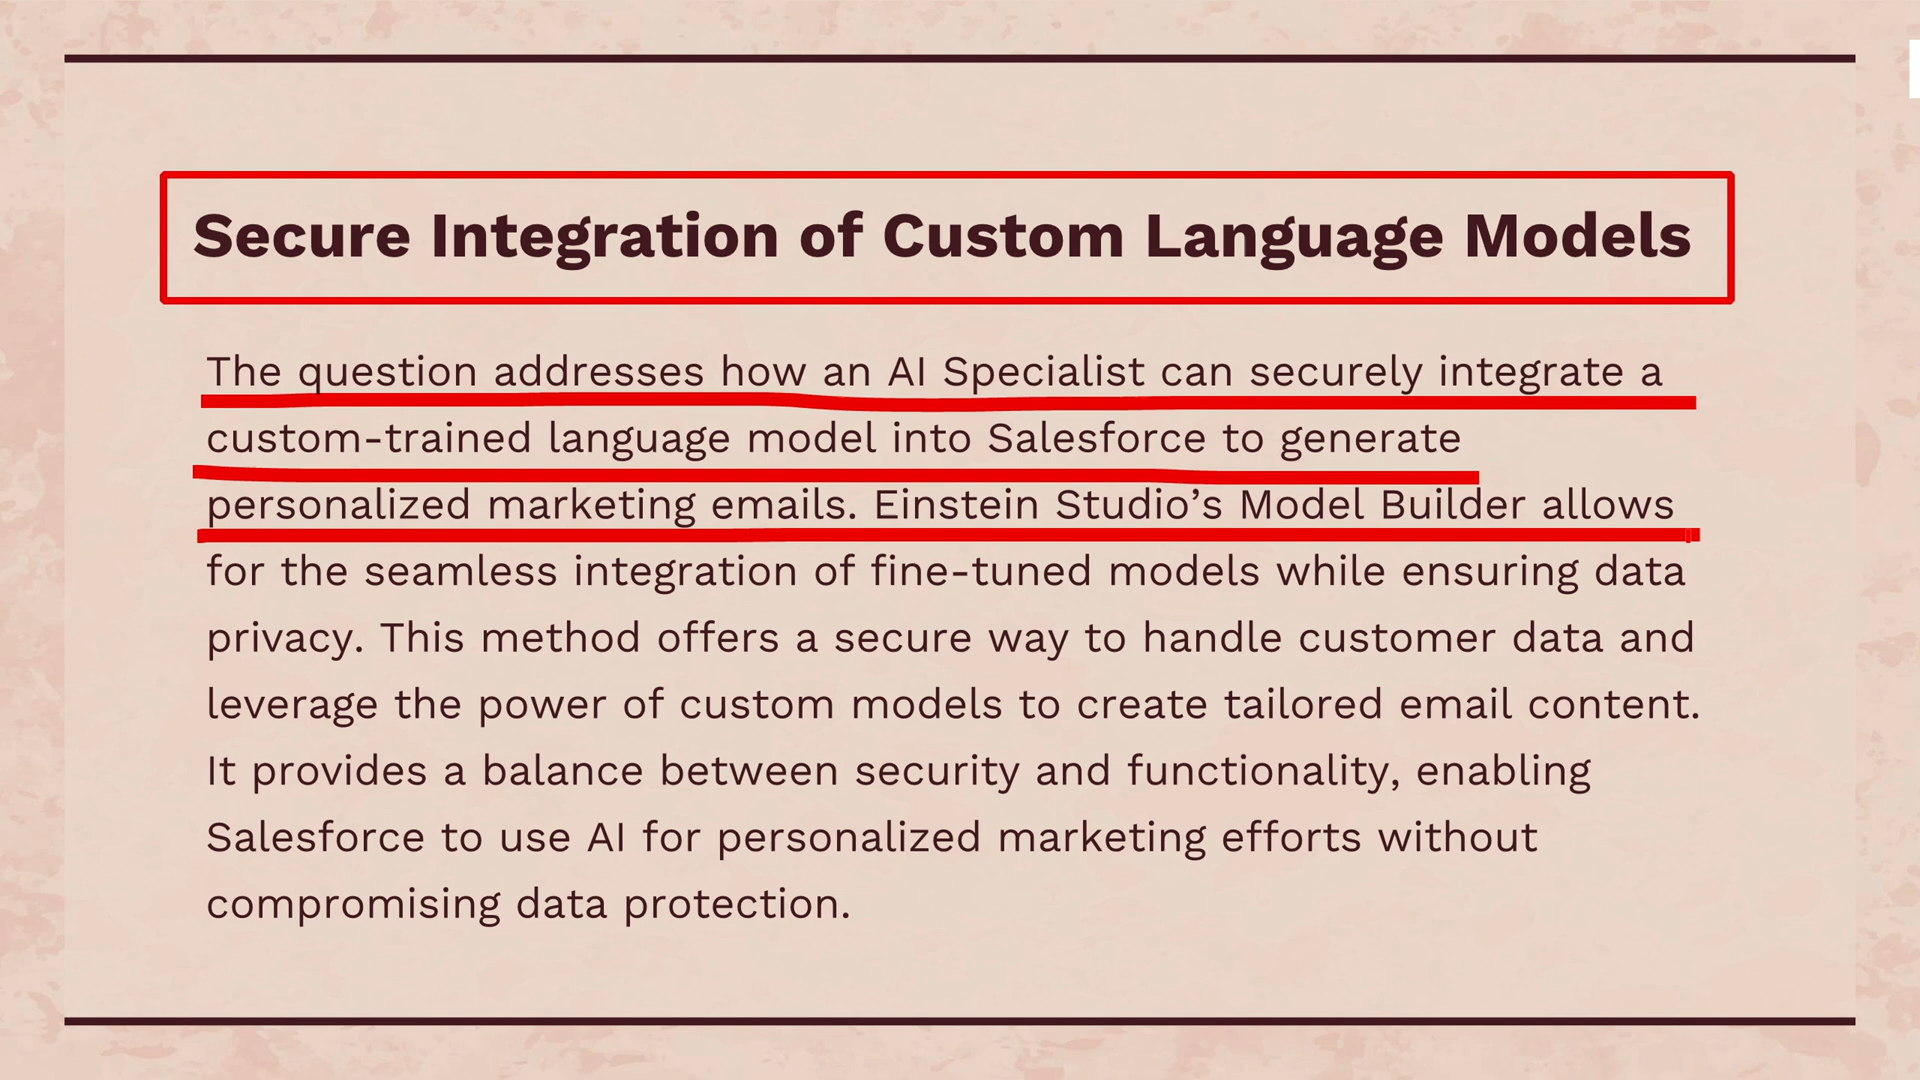 Secure Integration of Custom Language Models
The question addresses how an AI Specialist can securely integrate a
custom-trained language model into Salesforce to generate
personalized marketing emails. Einstein Studio’s Model Builder allows
for the seamless integration of fine-tuned models while ensuring data
privacy. This method offers a secure way to handle customer data and
leverage the power of custom models to create tailored email content.
It provides a balance between security and functionality, enabling
Salesforce to use AI for personalized marketing efforts without
compromising data protection.